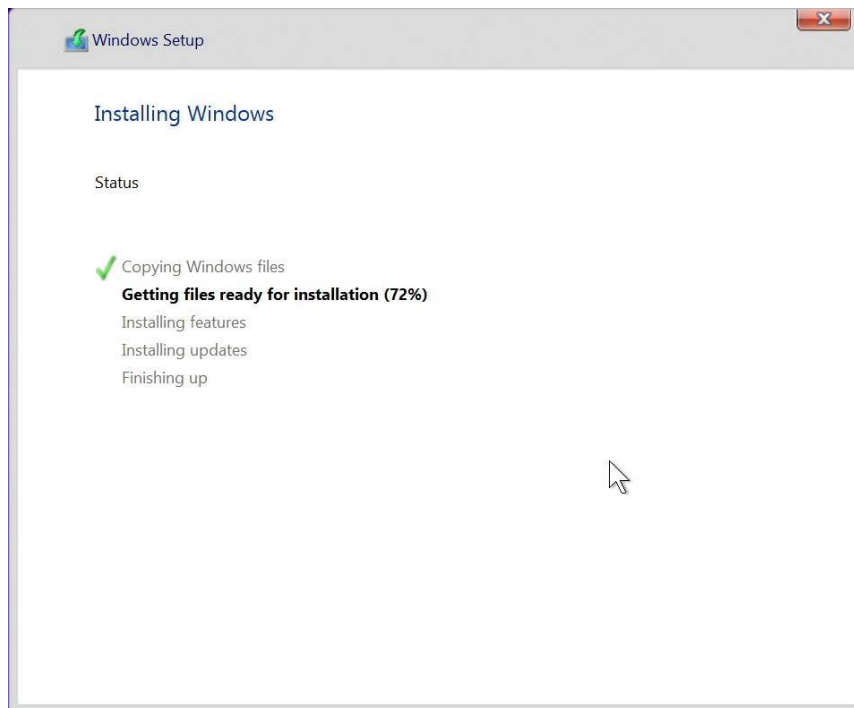 Windows Setup
Installing Windows
Status
Copying Windows files
Getting files ready for installation (72%)
Installing features
Installing updates
Finishing up